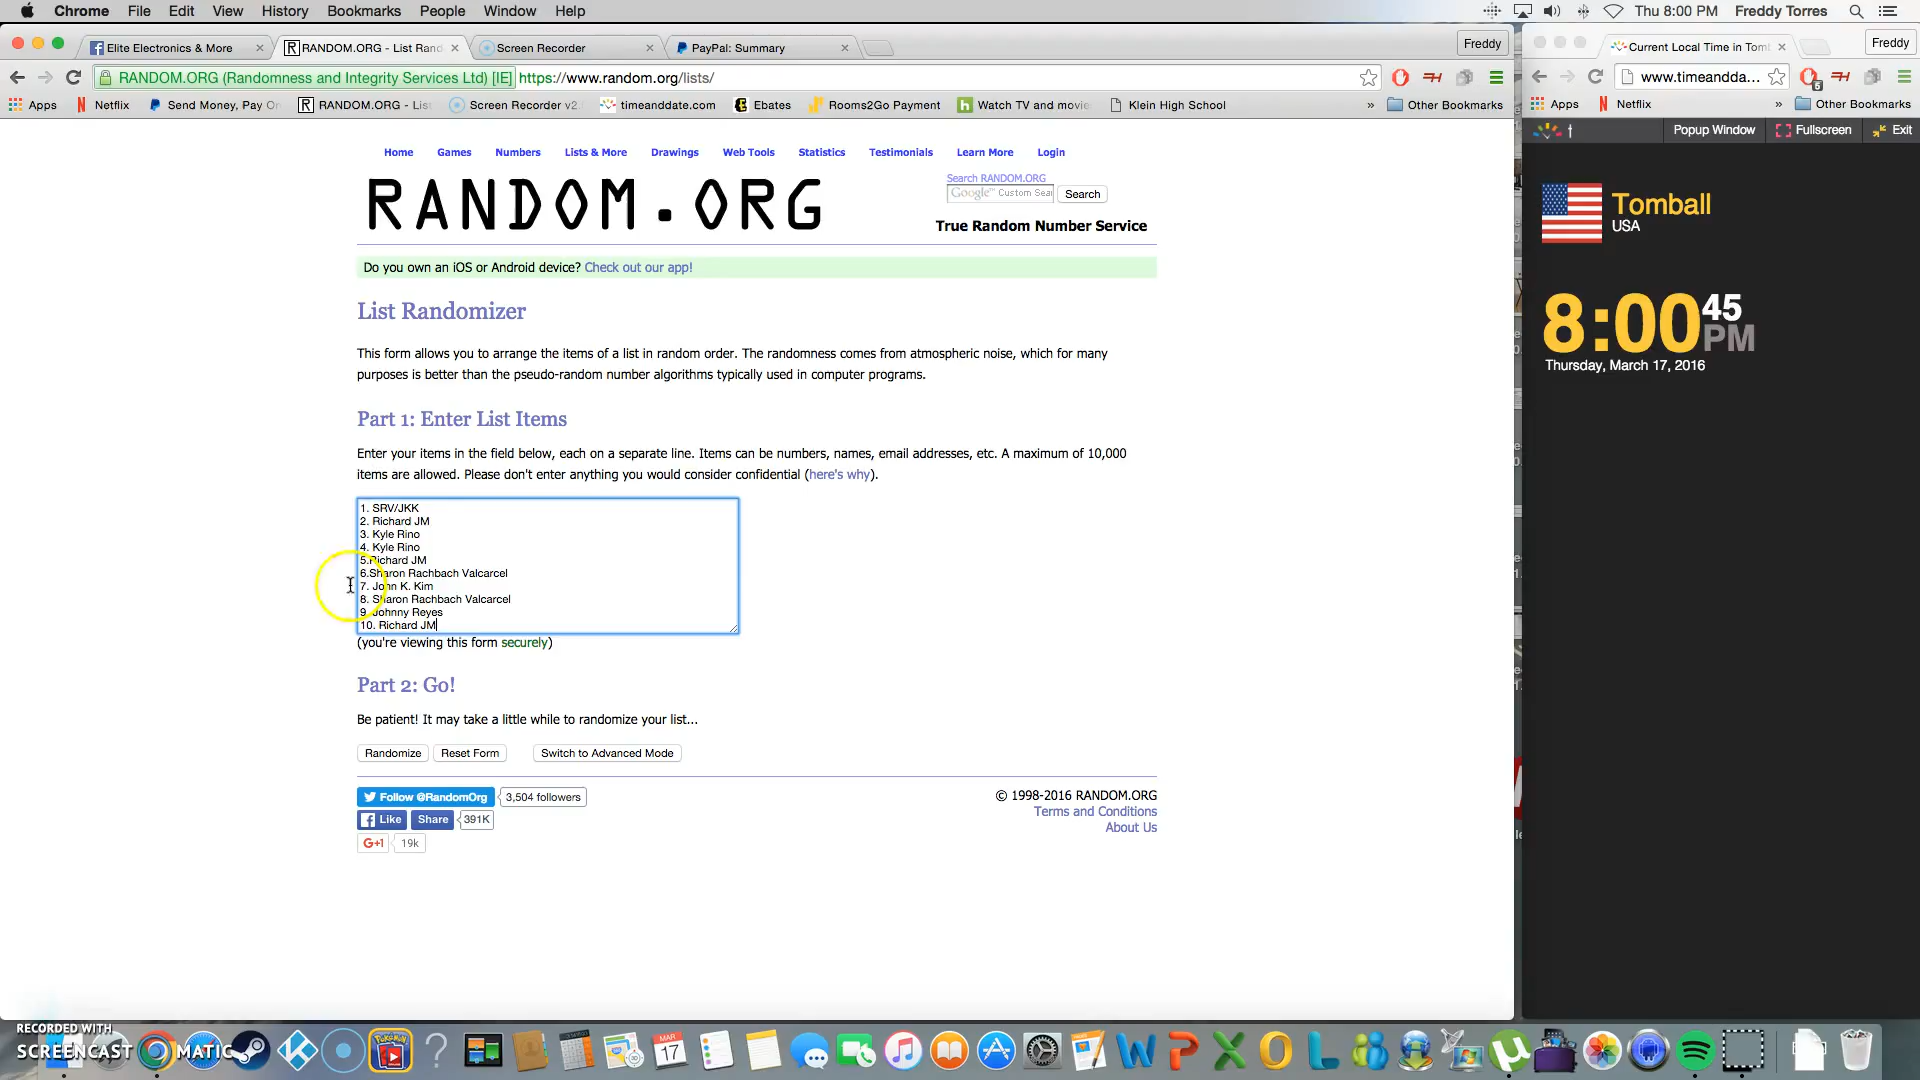 Chrome File Edit View History Bookmarks People Window Help
Thu 8:00 PM Freddy Torres
Elite Electronics & More
RANDOM.ORG - List Rand
Screen Recorder
PayPal: Summary
Freddy
Current Local Time in Tomb
Freddy
RANDOM.ORG (Randomness and Integrity Services Ltd) [IE] https://www.random.org/lists/
www.timeandda...
5
Apps Netflix Send Money, Pay On RANDOM.ORG - List Screen Recorder v2. timeanddate.com Ebates Rooms2Go Payment Watch TV and movie Klein High School » Other Bookmarks
Apps Netflix » Other Bookmarks
Popup Window Fullscreen Exit
Home Games Numbers Lists & More Drawings Web Tools Statistics Testimonials Learn More Login
RANDOM.ORG
Search RANDOM.ORG
Google™ Custom Sear Search
True Random Number Service
Do you own an iOS or Android device? Check out our app!
List Randomizer
This form allows you to arrange the items of a list in random order. The randomness comes from atmospheric noise, which for many
purposes is better than the pseudo-random number algorithms typically used in computer programs.
Part 1: Enter List Items
Enter your items in the field below, each on a separate line. Items can be numbers, names, email addresses, etc. A maximum of 10,000
items are allowed. Please don't enter anything you would consider confidential (here's why).
1. SRV/JKK
2. Richard JM
3. Kyle Rino
4. Kyle Rino
5.Richard JM
6.Sharon Rachbach Valcarcel
7. John K. Kim
8. Sharon Rachbach Valcarcel
9. Johnny Reyes
10. Richard JM
(you're viewing this form securely)
Part 2: Go!
Be patient! It may take a little while to randomize your list...
Randomize Reset Form Switch to Advanced Mode
Follow @RandomOrg 3,504 followers
Like Share 391K
G+1 19k
© 1998-2016 RANDOM.ORG
Terms and Conditions
About Us
Tomball
USA
8:00 45 PM
Thursday, March 17, 2016
RECORDED WITH
SCREENCAST MATIC
MAR
17